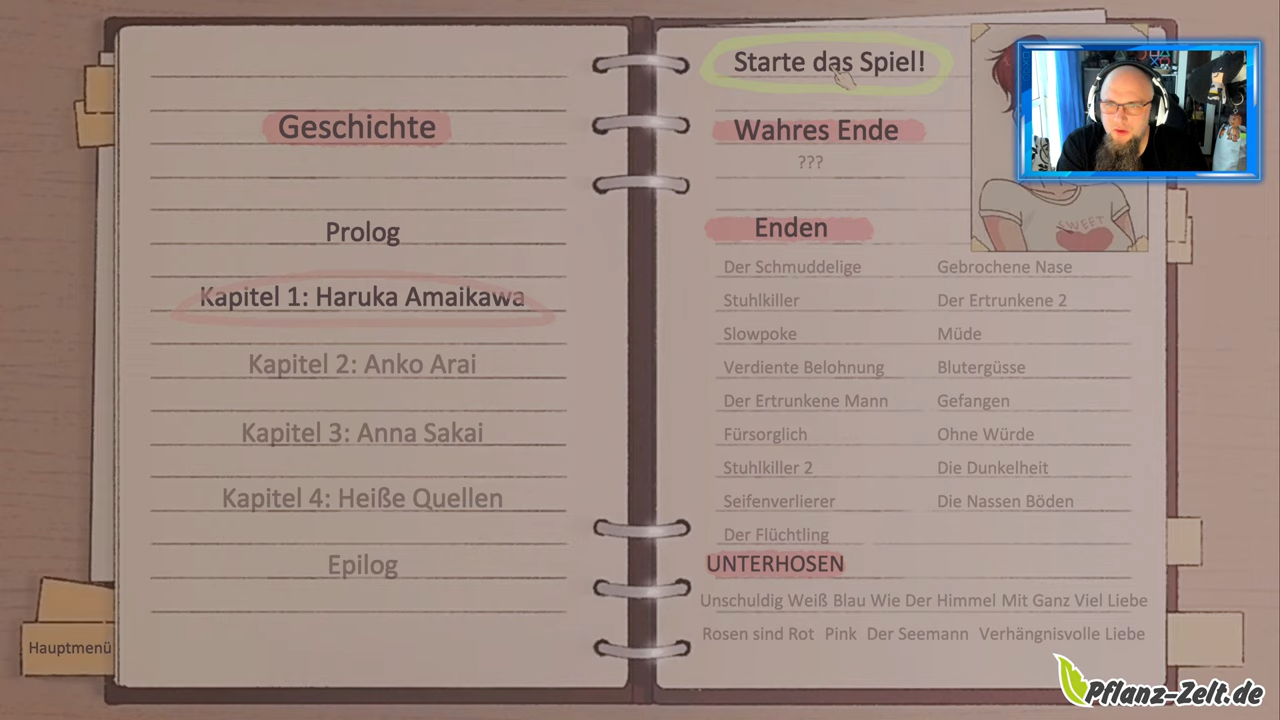 Geschichte
Prolog
Kapitel 1: Haruka Amaikawa
Kapitel 2: Anko Arai
Kapitel 3: Anna Sakai
Kapitel 4: Heiße Quellen
Epilog
Hauptmenü
Starte das Spiel!
Wahres Ende
???
Enden
Der Schmuddelige Gebrochene Nase
Stuhlkiller Der Ertrunkene 2
Slowpoke Müde
Verdiente Belohnung Blutergüsse
Der Ertrunkene Mann Gefangen
Fürsorglich Ohne Würde
Stuhlkiller 2 Die Dunkelheit
Seifenverlierer Die Nassen Böden
Der Flüchtling
UNTERHOSEN
Unschuldig Weiß Blau Wie Der Himmel Mit Ganz Viel Liebe
Rosen sind Rot Pink Der Seemann Verhängnisvolle Liebe
SWEET
Pflanz-Zelt.de